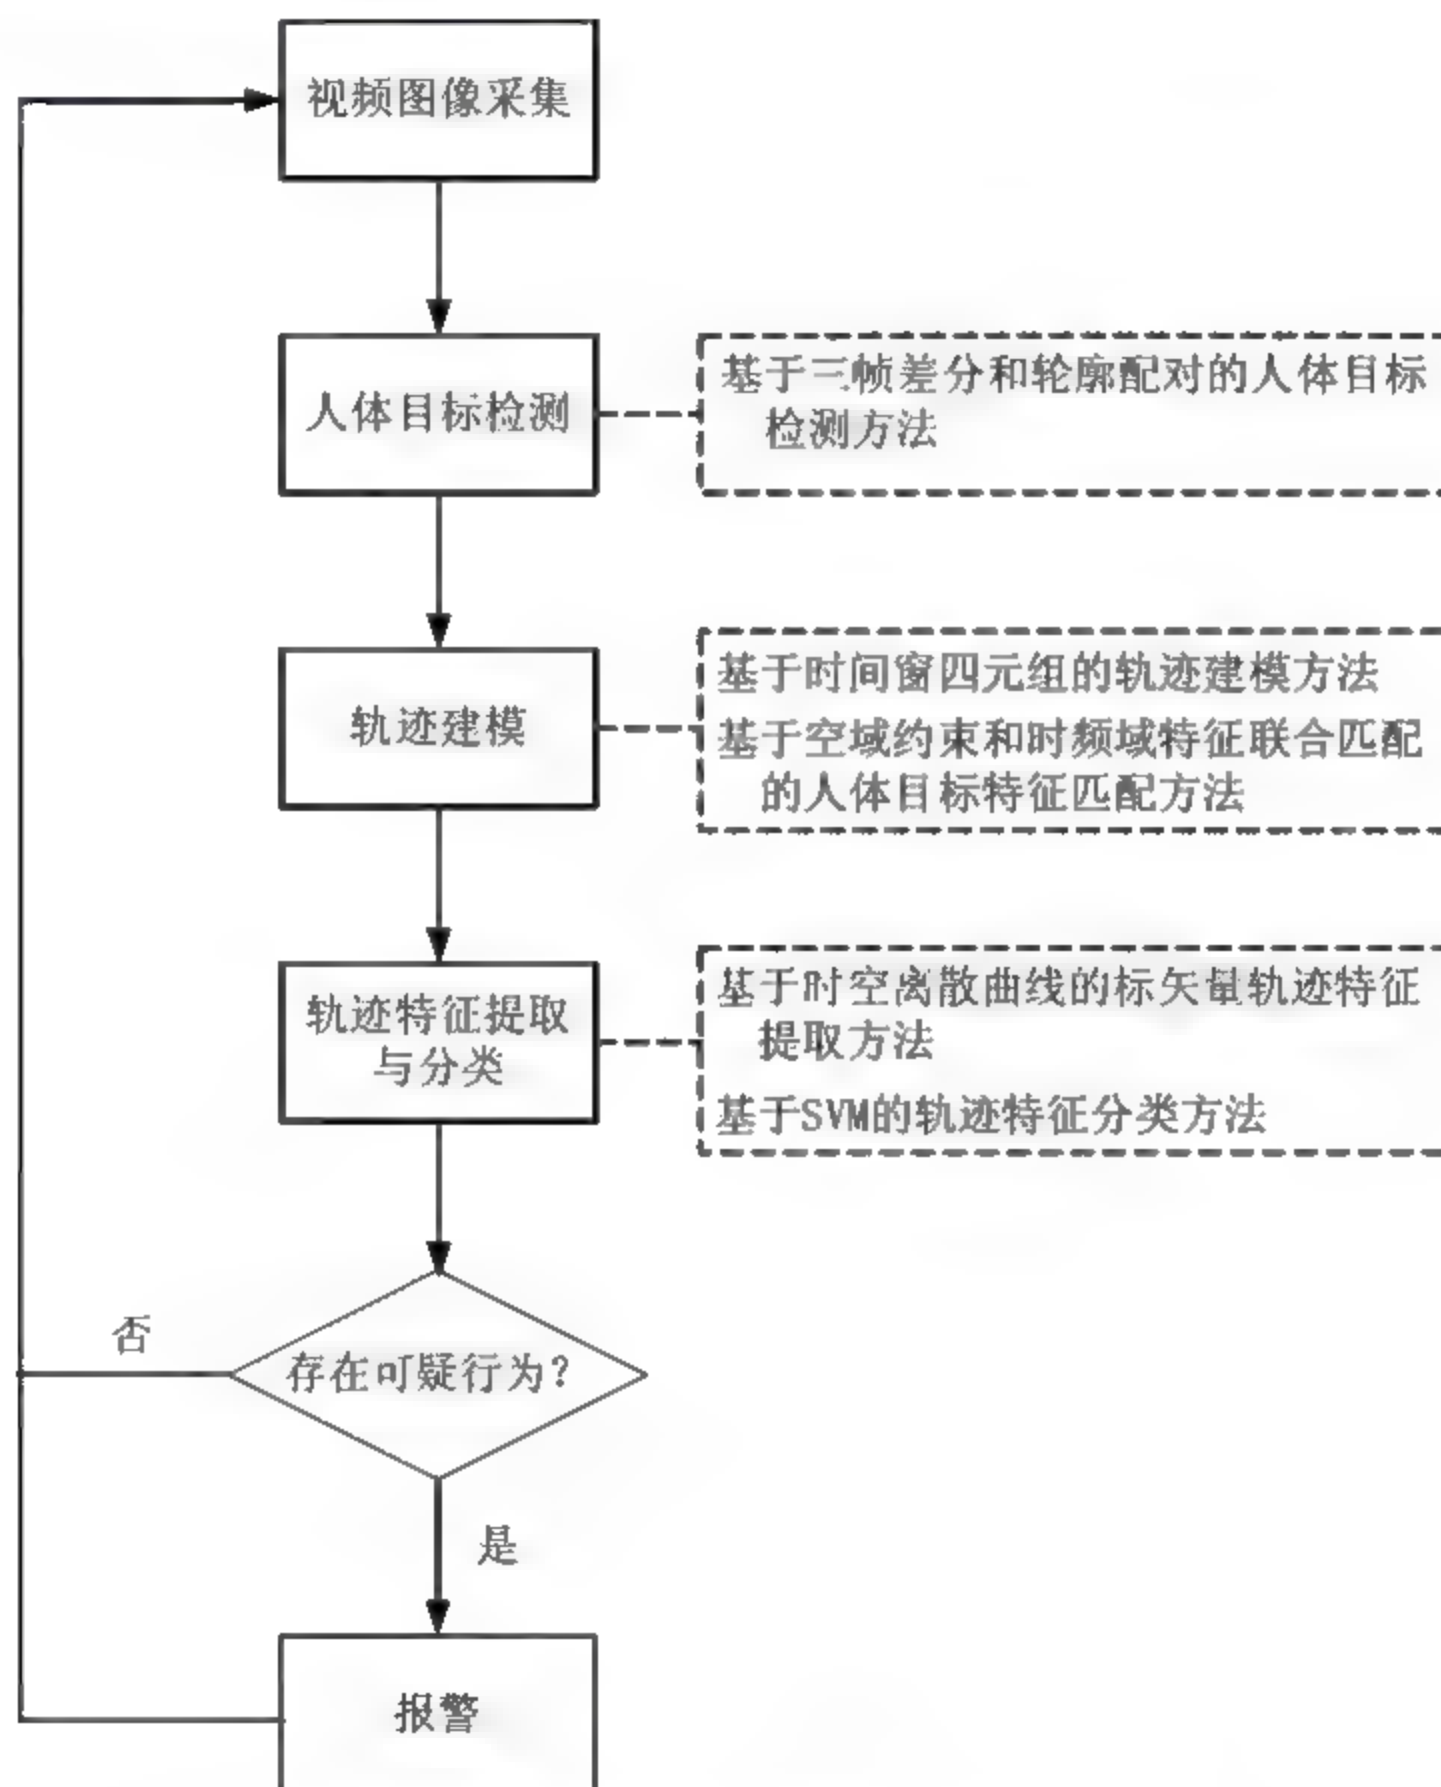 视频图像采集
人体目标检测
基于三帧差分和轮廓配对的人体目标
检测方法
轨迹建模
基于时间窗四元组的轨迹建模方法
基于空域约束和时频域特征联合匹配
的人体目标特征匹配方法
轨迹特征提取
与分类
基于时空离散曲线的标矢量轨迹特征
提取方法
基于SVM的轨迹特征分类方法
否
存在可疑行为?
是
报警